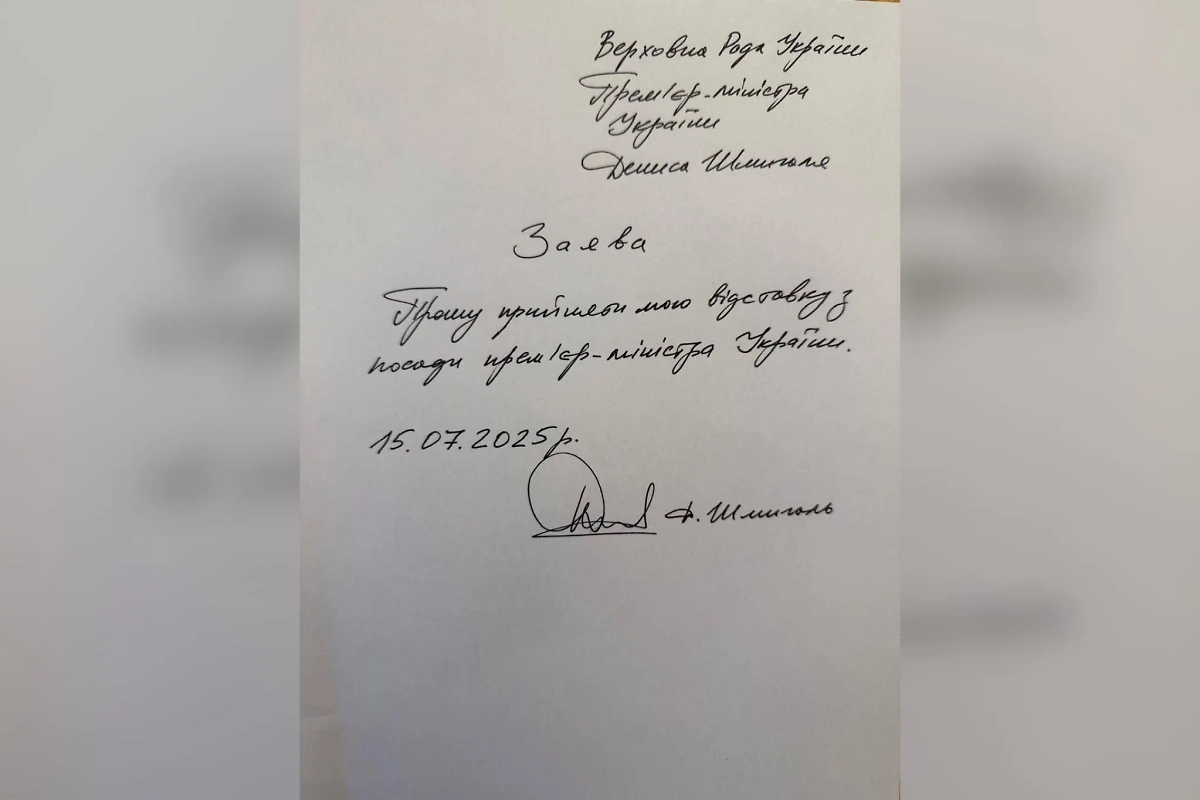 Верховна Рада України
Прем'єр-міністра
України
Дениса Шмигаля
Заява
Прошу прийняти мою відставку з
посади прем'єр-міністра України.
15.07.2025р.
Д. Шмигаль